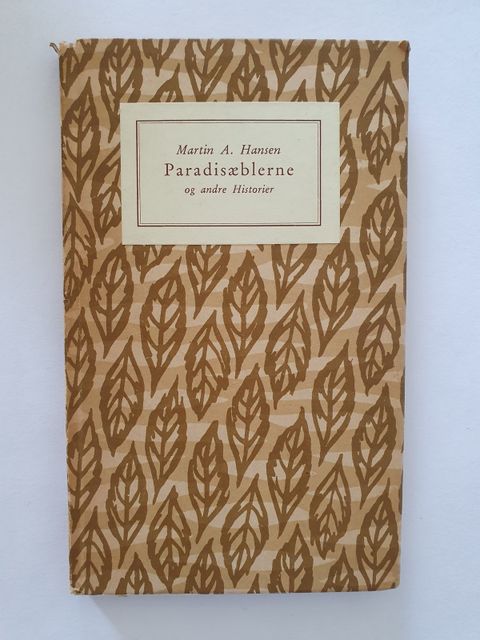 Martin A. Hansen
Paradisæblerne
og andre Historier